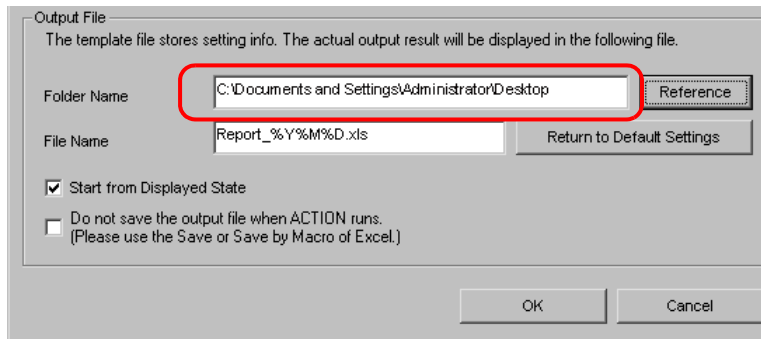 Output File
The template file stores setting info. The actual output result will be displayed in the following file.
Folder Name C:\Documents and Settings\Administrator\Desktop Reference
File Name Report_%Y%M%D.xls Return to Default Settings
Start from Displayed State
Do not save the output file when ACTION runs.
(Please use the Save or Save by Macro of Excel.)
OK Cancel